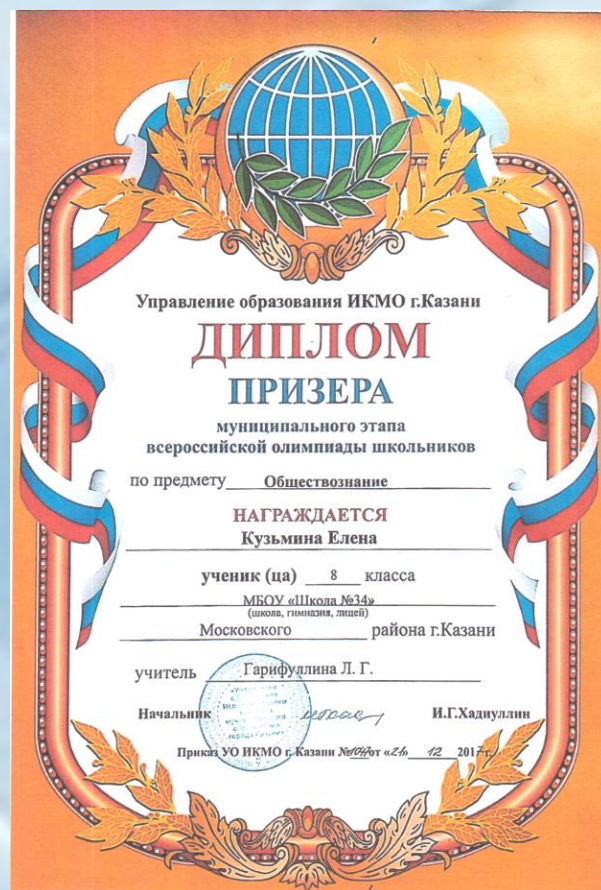 Управление образования ИКМО г.Казани
ДИПЛОМ
ПРИЗЕРА
муниципального этапа
всероссийской олимпиады школьников
по предмету Обществознание
НАГРАЖДАЕТСЯ
Кузьмина Елена
ученик (ца) 8 класса
МБОУ «Школа №34»
(школа, гимназия, лицей)
Московского района г.Казани
учитель Гарифуллина Л. Г.
Начальник И.Г.Хадиуллин
Приказ УО ИКМО г. Казани № от «21» 12 2017 г.